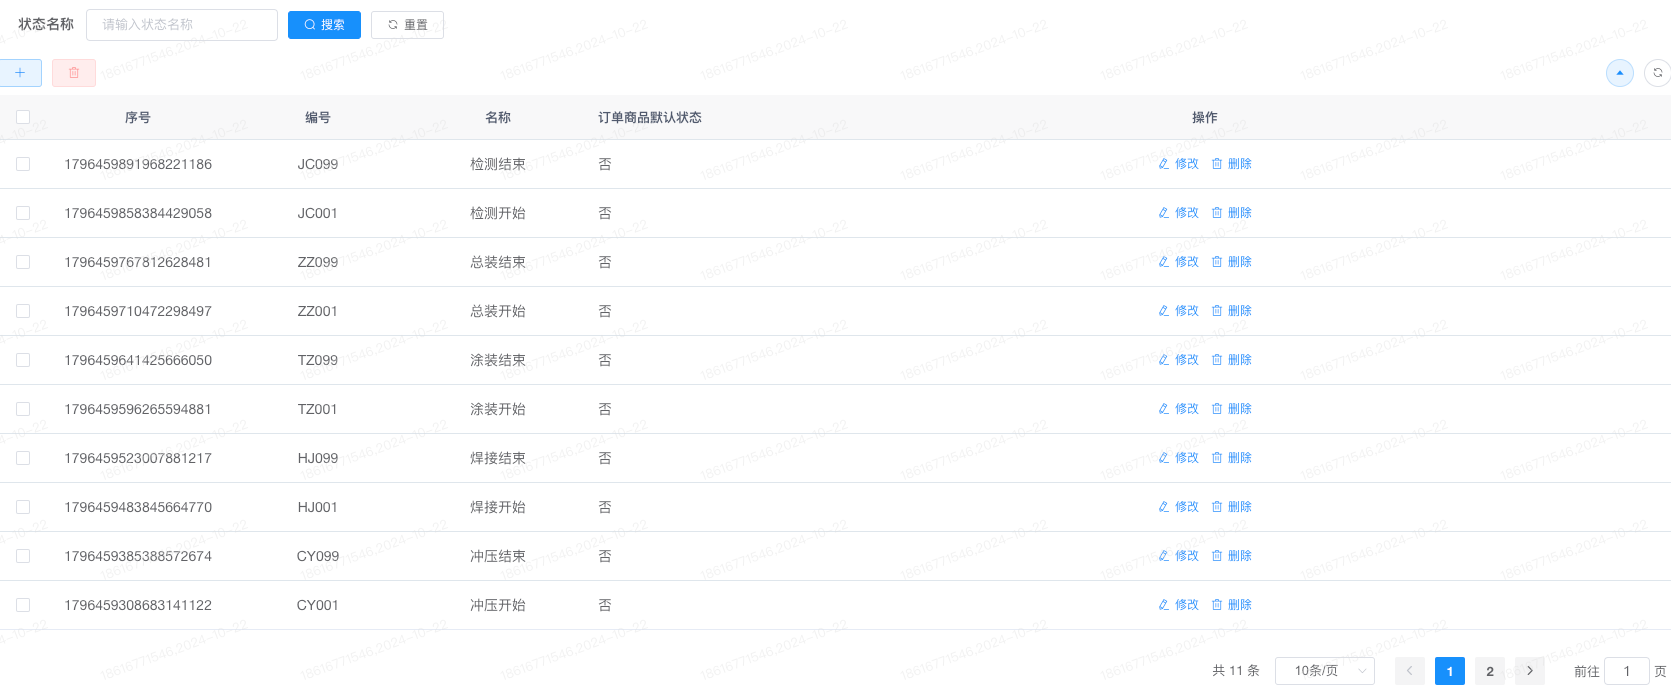 状态名称 请输入状态名称 搜索 重置
序号 编号 名称 订单商品默认状态 操作
1796459891968221186 JC099 检测结束 否 修改 删除
1796459858384429058 JC001 检测开始 否 修改 删除
1796459767812628481 ZZ099 总装结束 否 修改 删除
1796459710472298497 ZZ001 总装开始 否 修改 删除
1796459641425666050 TZ099 涂装结束 否 修改 删除
1796459596265594881 TZ001 涂装开始 否 修改 删除
1796459523007881217 HJ099 焊接结束 否 修改 删除
1796459483845664770 HJ001 焊接开始 否 修改 删除
1796459385388572674 CY099 冲压结束 否 修改 删除
1796459308683141122 CY001 冲压开始 否 修改 删除
共 11 条 10条/页 1 2 前往 1 页
18616771546,2024-10-22